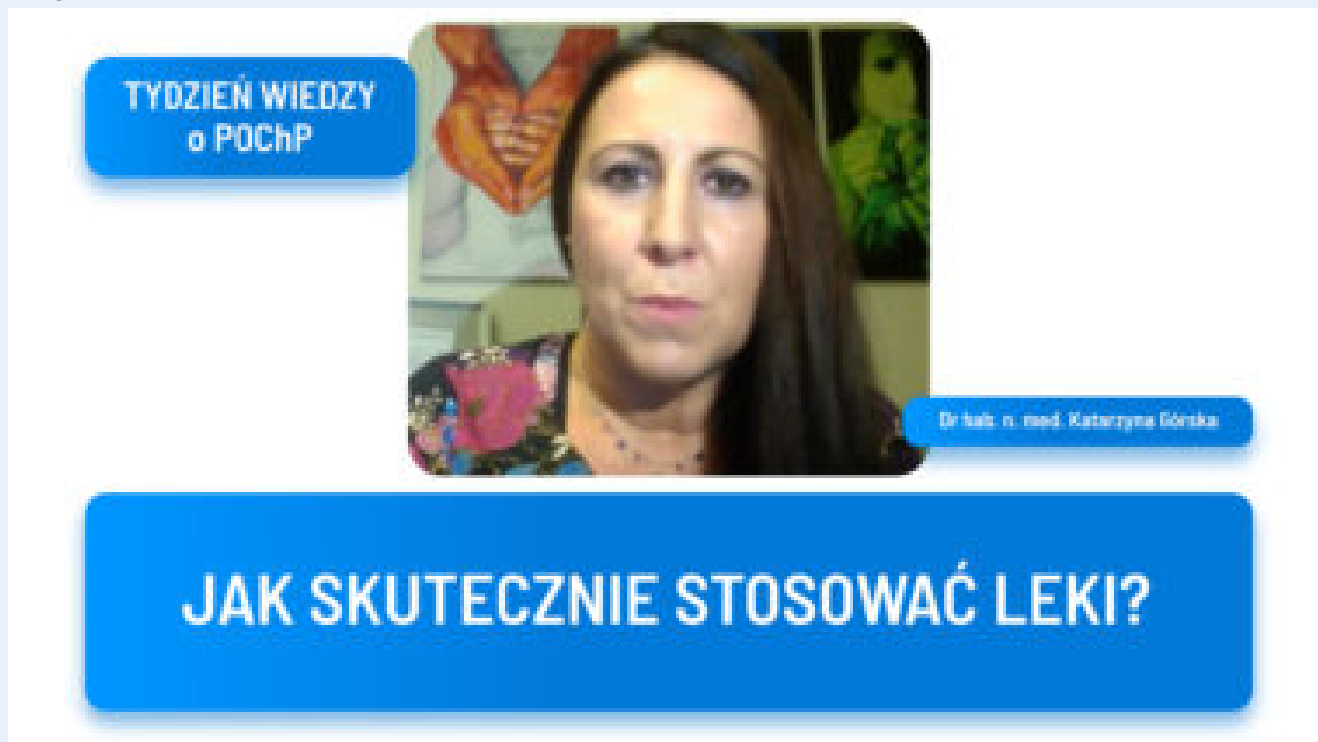 TYDZIEŃ WIEDZY
o POChP
Dr hab. n. med. Katarzyna Górska
JAK SKUTECZNIE STOSOWAĆ LEKI?